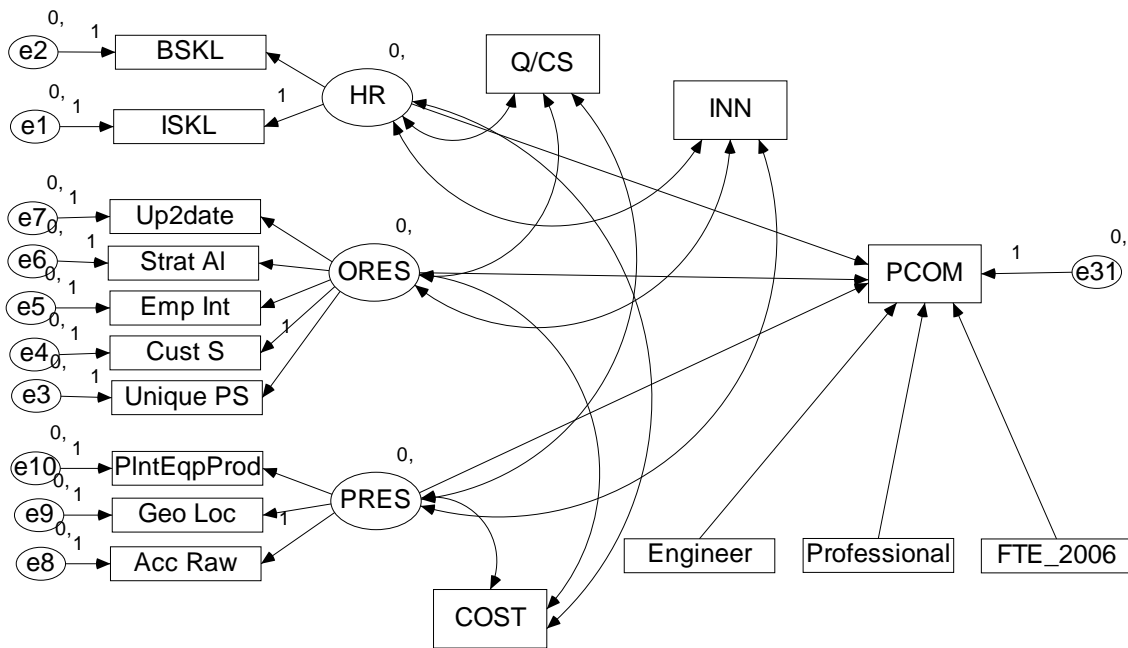 0,
e2
1
BSKL
0,
e1
1
ISKL
0,
HR
1
Q/CS
INN
0,
e7
1
Up2date
0,
e6
1
Strat Al
0,
e5
1
Emp Int
0,
e4
1
Cust S
0,
e3
1
Unique PS
0,
ORES
1
PCOM
1
0,
e31
0,
e10
1
PlntEqpProd
0,
e9
1
Geo Loc
0,
e8
1
Acc Raw
0,
PRES
1
COST
Engineer
Professional
FTE_2006